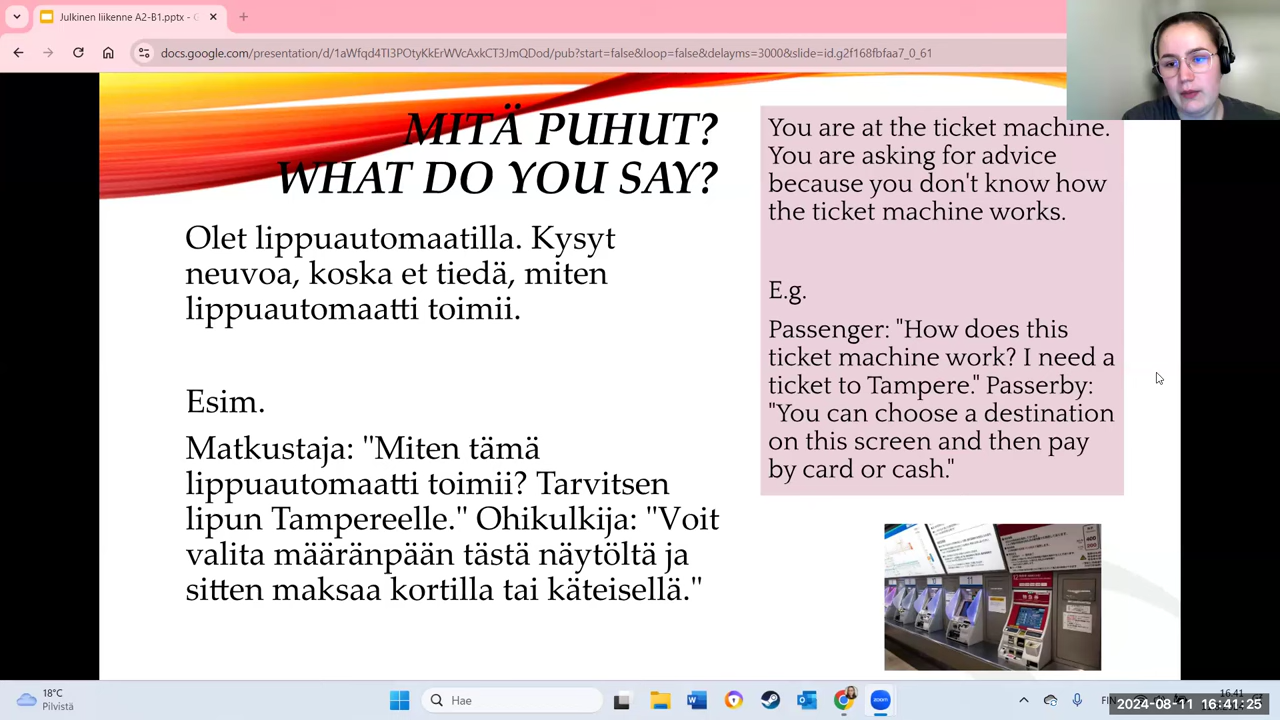 Julkinen liikenne A2-B1.pptx - G
docs.google.com/presentation/d/1aWfqd4TI3POtyKkErWVcAxkCT3JmQDod/pub?start=false&loop=false&delayms=3000&slide=id.g2f168fbfaa7_0_61
MITÄ PUHUT?
WHAT DO YOU SAY?
Olet lippuautomaatilla. Kysyt
neuvoa, koska et tiedä, miten
lippuautomaatti toimii.
Esim.
Matkustaja: "Miten tämä
lippuautomaatti toimii? Tarvitsen
lipun Tampereelle." Ohikulkija: "Voit
valita määränpään tästä näytöltä ja
sitten maksaa kortilla tai käteisellä."
You are at the ticket machine.
You are asking for advice
because you don't know how
the ticket machine works.
E.g.
Passenger: "How does this
ticket machine work? I need a
ticket to Tampere." Passerby:
"You can choose a destination
on this screen and then pay
by card or cash."
18°C
Pilvistä
Hae
zoom
FIN
16.41
2024-08-11 16:41:25